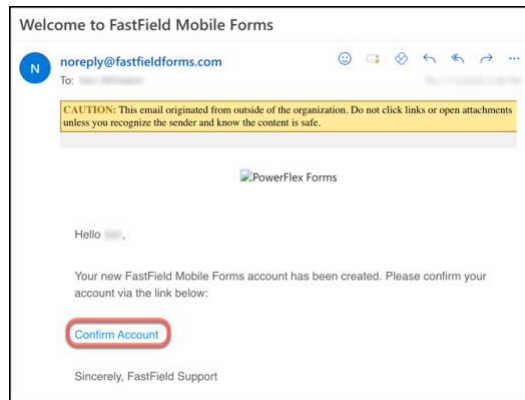 Welcome to FastField Mobile Forms
N
noreply@fastfieldforms.com
To:
CAUTION: This email originated from outside of the organization. Do not click links or open attachments
unless you recognize the sender and know the content is safe.
PowerFlex Forms
Hello ,
Your new FastField Mobile Forms account has been created. Please confirm your
account via the link below:
Confirm Account
Sincerely, FastField Support